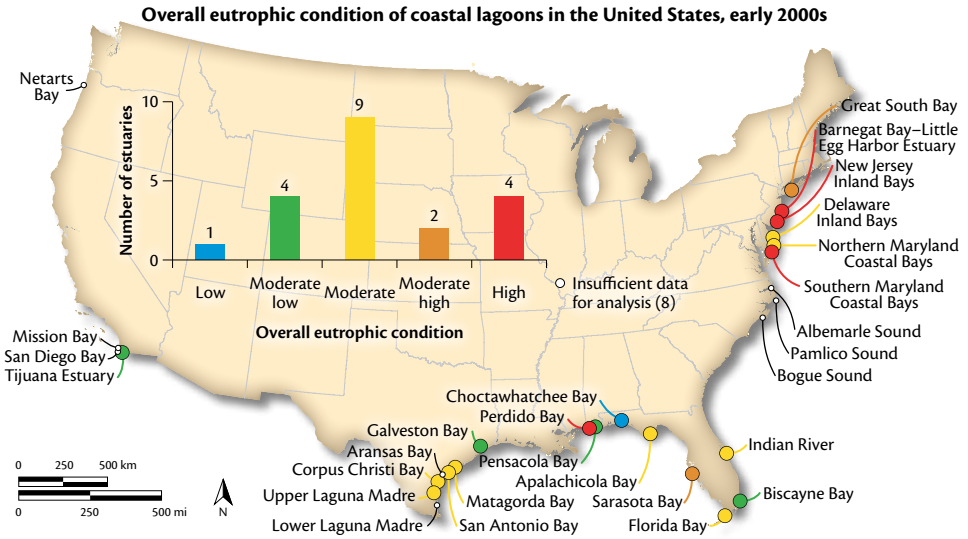 Overall eutrophic condition of coastal lagoons in the United States, early 2000s
Netarts
Bay
Number of estuaries
10
5
0
1
4
9
2
4
Low
Moderate
low
Moderate
Moderate
high
High
Overall eutrophic condition
Insufficient data
for analysis (8)
Great South Bay
Barnegat Bay–Little
Egg Harbor Estuary
New Jersey
Inland Bays
Delaware
Inland Bays
Northern Maryland
Coastal Bays
Southern Maryland
Coastal Bays
Albemarle Sound
Pamlico Sound
Bogue Sound
Mission Bay
San Diego Bay
Tijuana Estuary
Choctawhatchee Bay
Perdido Bay
Galveston Bay
Aransas Bay
Corpus Christi Bay
Upper Laguna Madre
Lower Laguna Madre
Pensacola Bay
Apalachicola Bay
Matagorda Bay
San Antonio Bay
Sarasota Bay
Florida Bay
Indian River
Biscayne Bay
0 250 500 km
0 250 500 mi
N